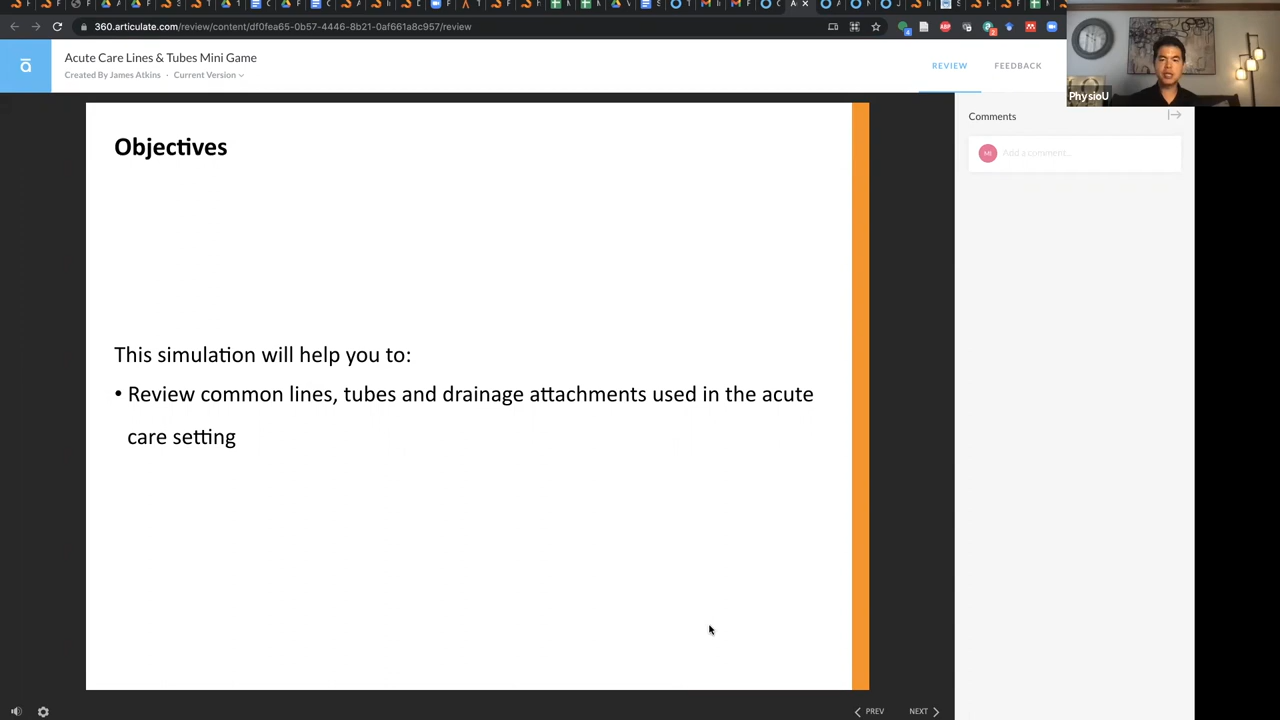 360.articulate.com/review/content/df0fea65-0b57-4446-8b21-0af661a8c957/review
Acute Care Lines & Tubes Mini Game
Created By James Atkins · Current Version
REVIEW
FEEDBACK
PhysioU
Comments
Add a comment...
Objectives
This simulation will help you to:
• Review common lines, tubes and drainage attachments used in the acute
care setting
PREV
NEXT